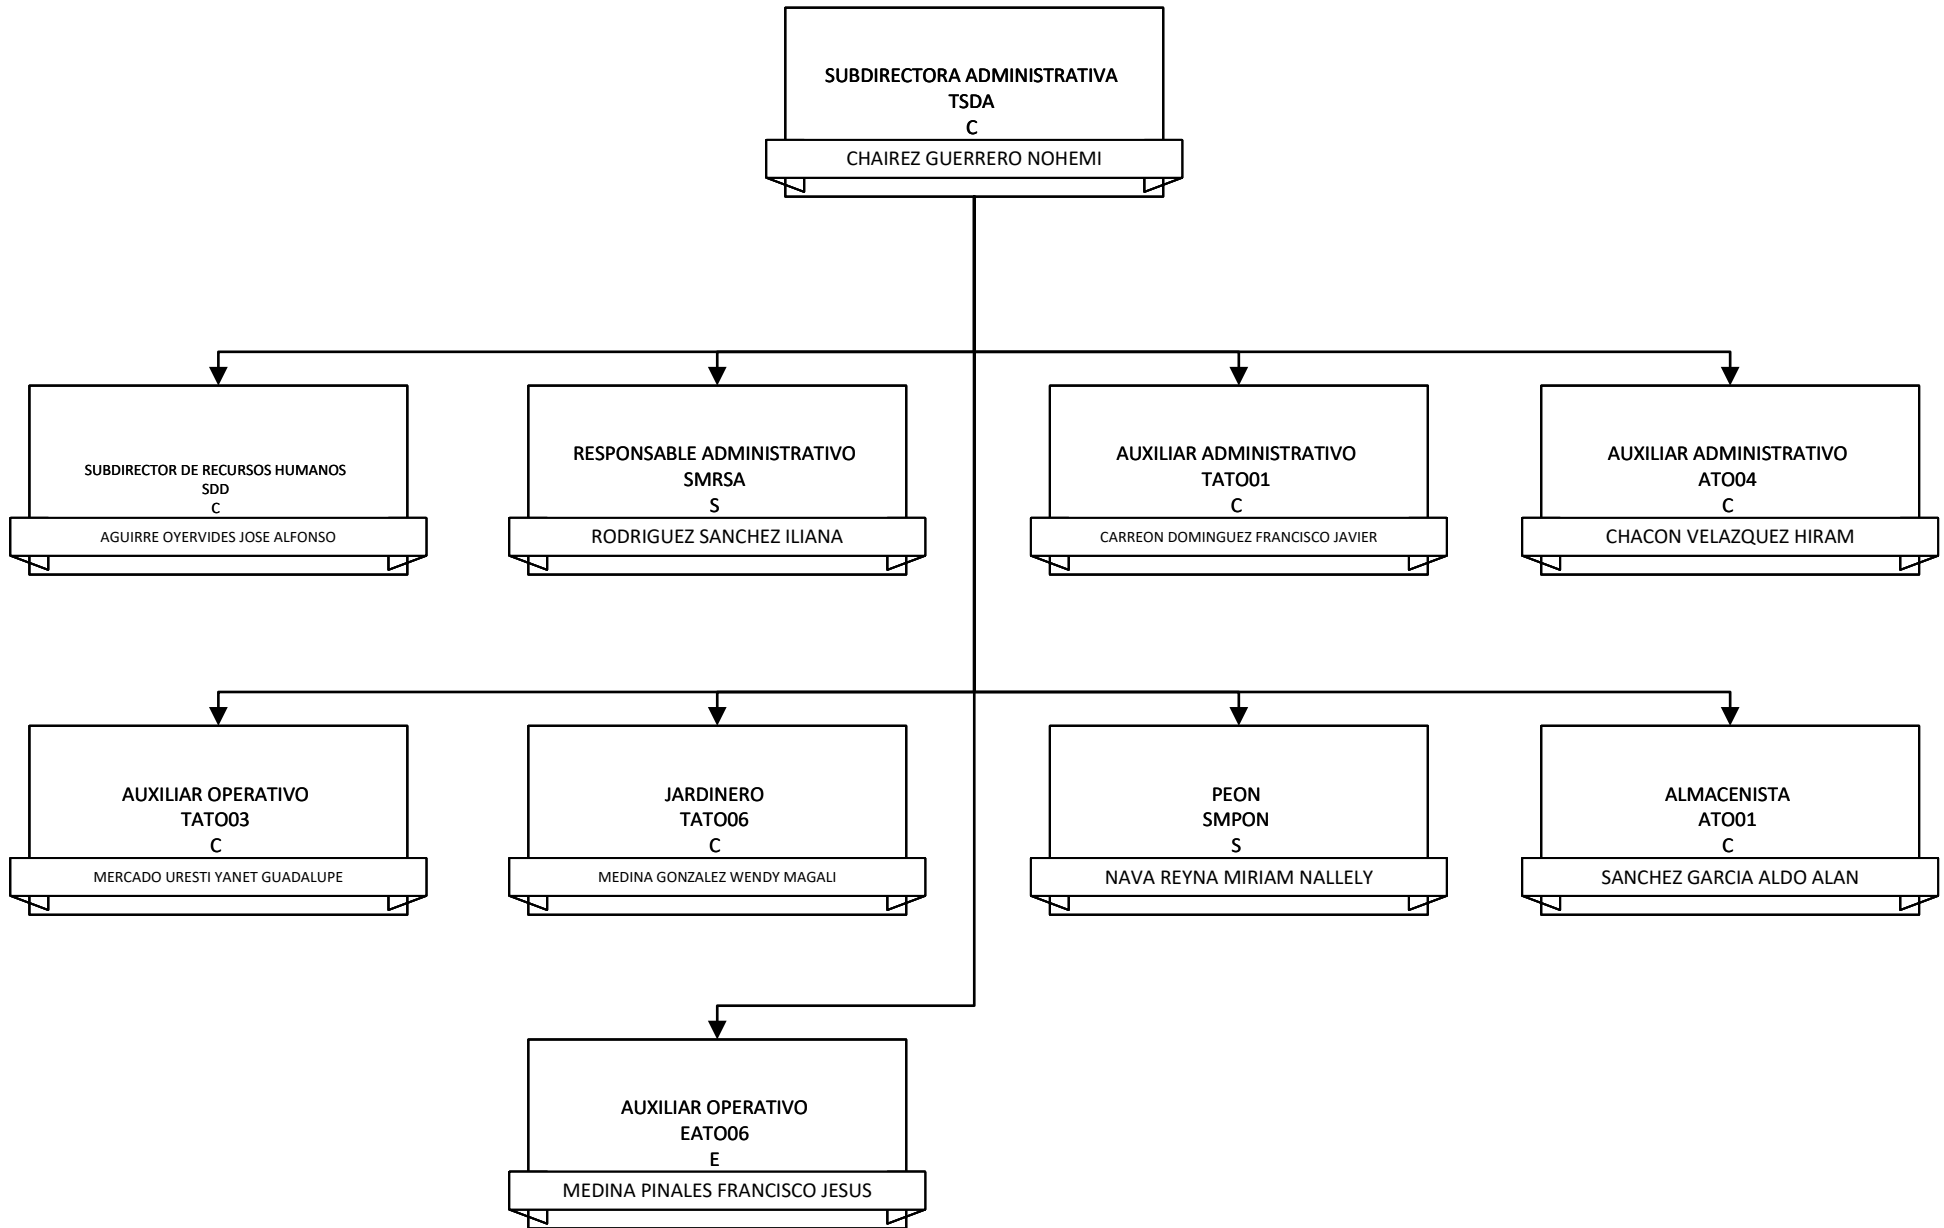 SUBDIRECTORA ADMINISTRATIVA
TSDA
C
CHAIREZ GUERRERO NOHEMI
SUBDIRECTOR DE RECURSOS HUMANOS
SDD
C
AGUIRRE OYERVIDES JOSE ALFONSO
RESPONSABLE ADMINISTRATIVO
SMRSA
S
RODRIGUEZ SANCHEZ ILIANA
AUXILIAR ADMINISTRATIVO
TATO01
C
CARREON DOMINGUEZ FRANCISCO JAVIER
AUXILIAR ADMINISTRATIVO
ATO04
C
CHACON VELAZQUEZ HIRAM
AUXILIAR OPERATIVO
TATO03
C
MERCADO URESTI YANET GUADALUPE
JARDINERO
TATO06
C
MEDINA GONZALEZ WENDY MAGALI
PEON
SMPON
S
NAVA REYNA MIRIAM NALLELY
ALMACENISTA
ATO01
C
SANCHEZ GARCIA ALDO ALAN
AUXILIAR OPERATIVO
EATO06
E
MEDINA PINALES FRANCISCO JESUS